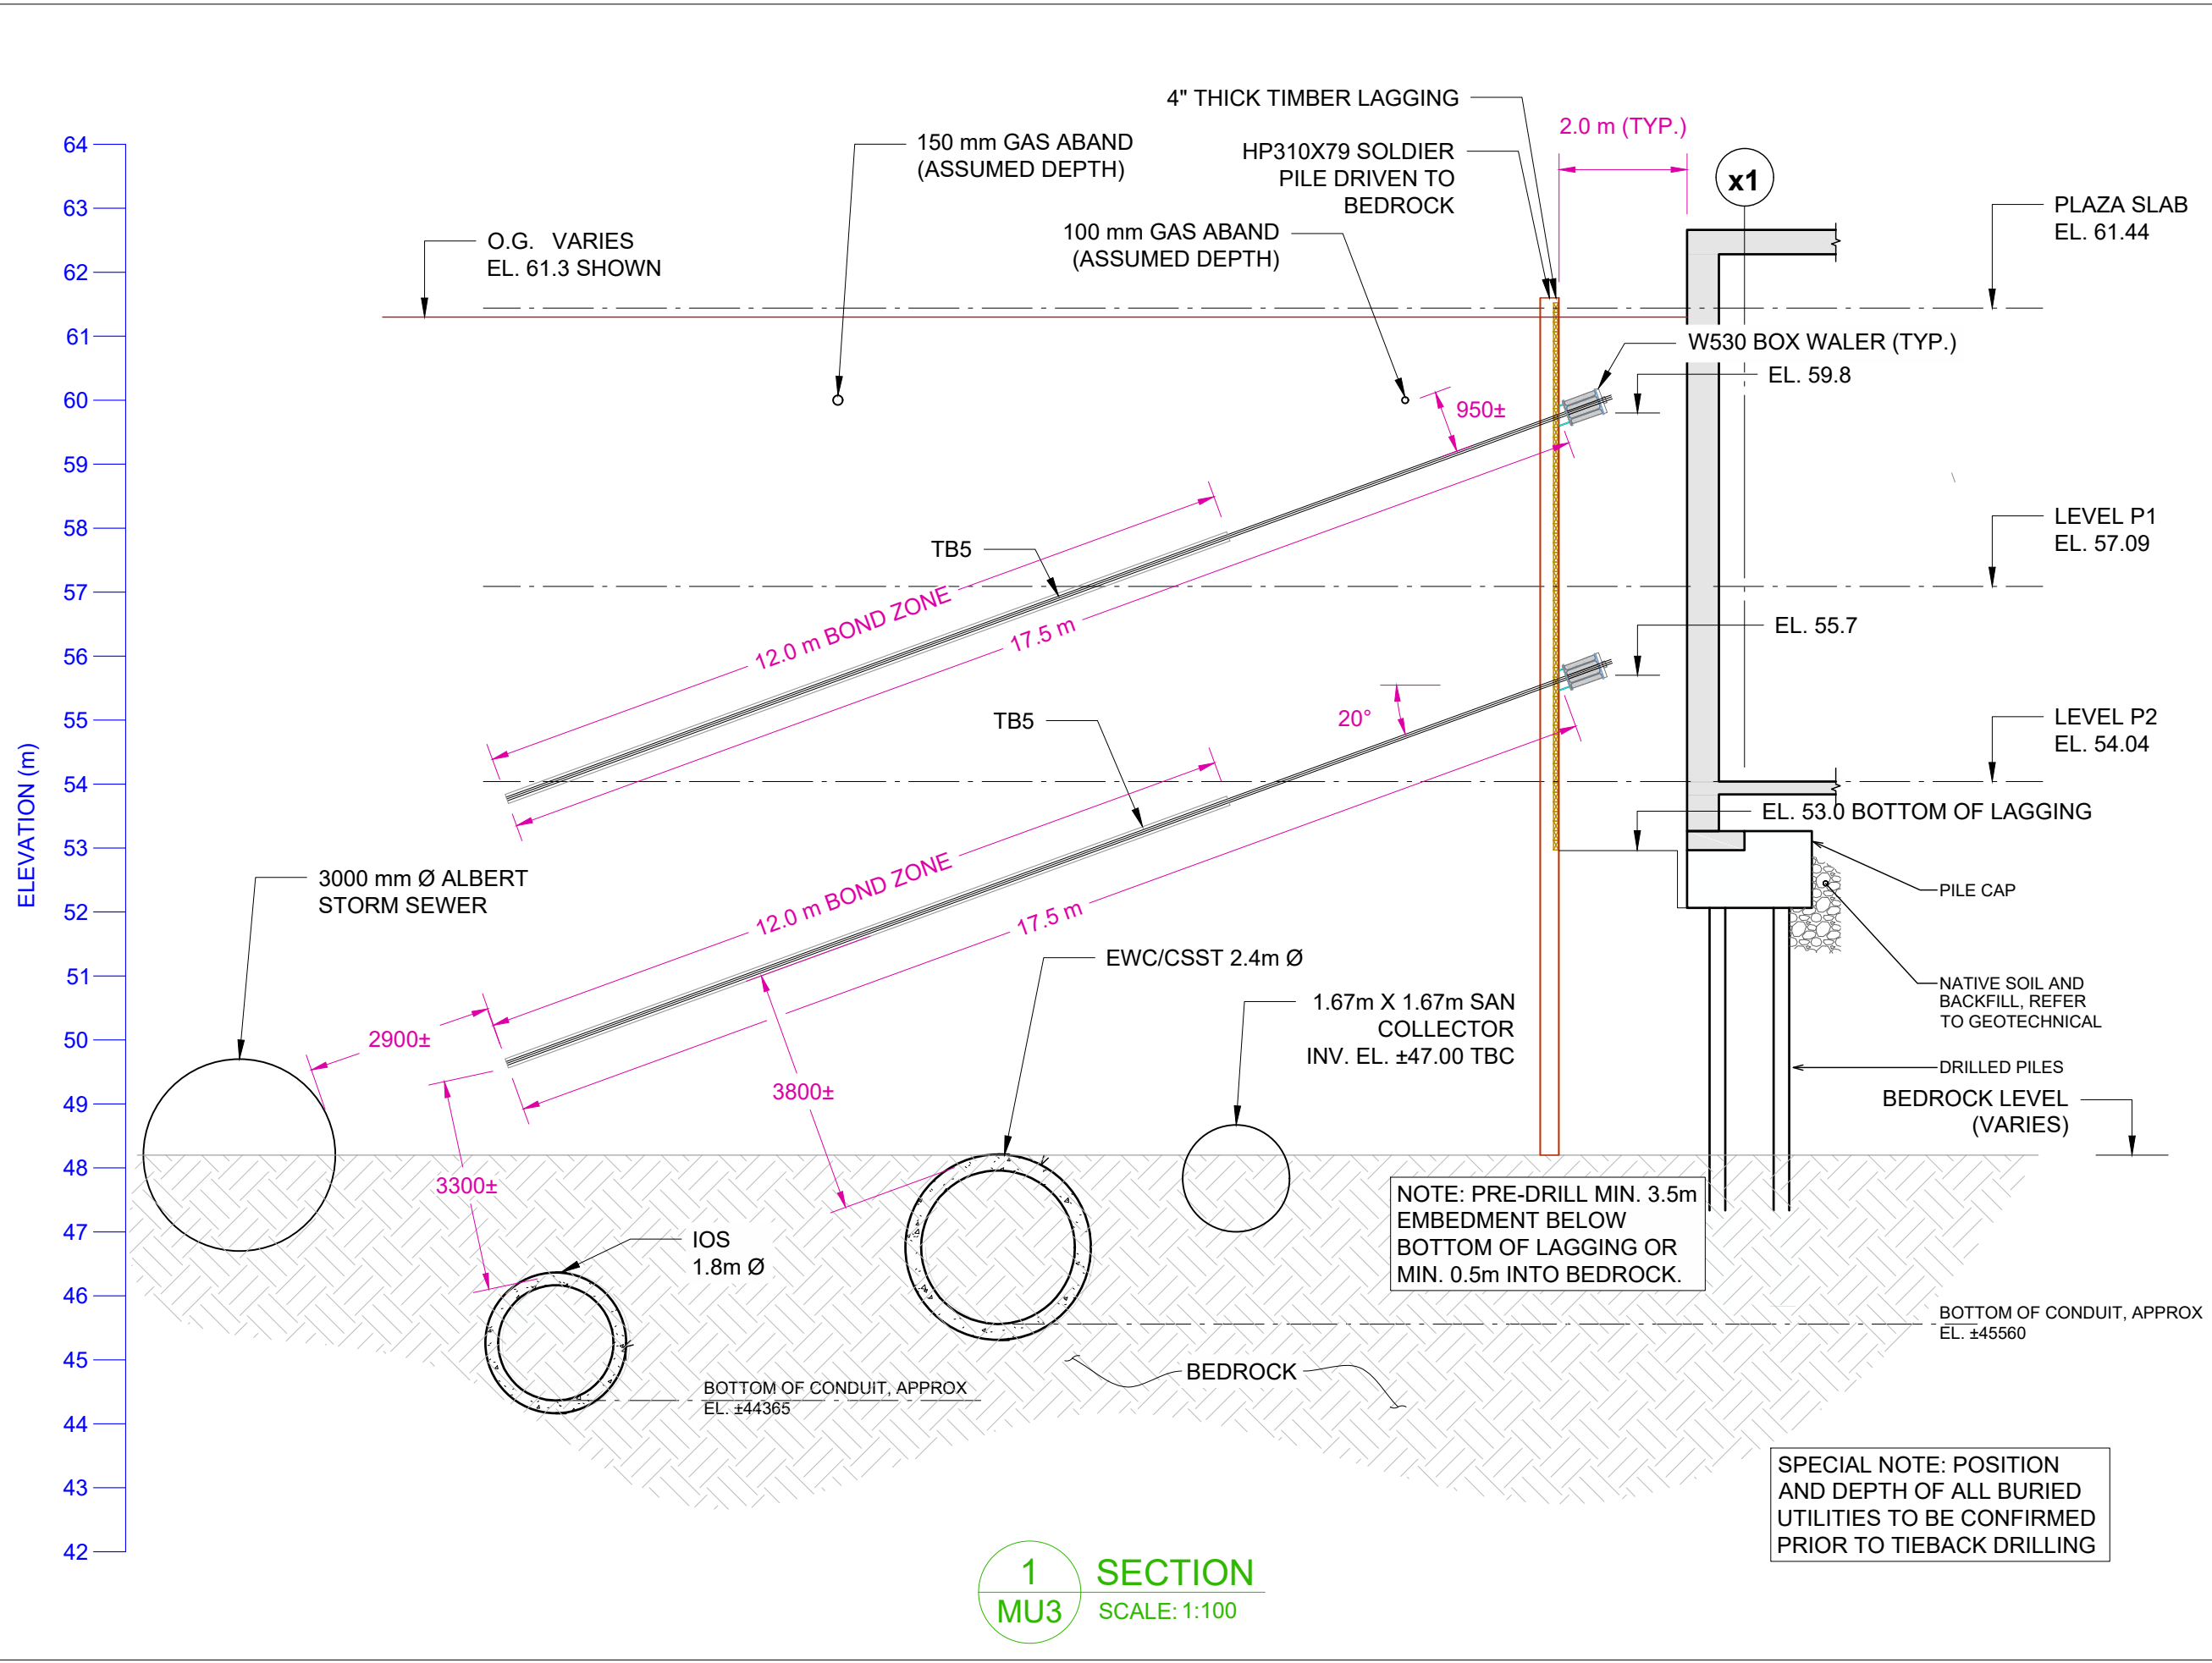 4" THICK TIMBER LAGGING
2.0 m (TYP.)
150 mm GAS ABAND
(ASSUMED DEPTH)
HP310X79 SOLDIER
PILE DRIVEN TO
BEDROCK
x1
PLAZA SLAB
EL. 61.44
O.G. VARIES
EL. 61.3 SHOWN
100 mm GAS ABAND
(ASSUMED DEPTH)
W530 BOX WALER (TYP.)
EL. 59.8
950±
LEVEL P1
EL. 57.09
TB5
12.0 m BOND ZONE
17.5 m
EL. 55.7
TB5
20°
LEVEL P2
EL. 54.04
EL. 53.0 BOTTOM OF LAGGING
3000 mm Ø ALBERT
STORM SEWER
12.0 m BOND ZONE
17.5 m
PILE CAP
EWC/CSST 2.4m Ø
1.67m X 1.67m SAN
COLLECTOR
INV. EL. ±47.00 TBC
NATIVE SOIL AND
BACKFILL, REFER
TO GEOTECHNICAL
2900±
3800±
DRILLED PILES
BEDROCK LEVEL
(VARIES)
3300±
NOTE: PRE-DRILL MIN. 3.5m
EMBEDMENT BELOW
BOTTOM OF LAGGING OR
MIN. 0.5m INTO BEDROCK.
IOS
1.8m Ø
BOTTOM OF CONDUIT, APPROX
EL. ±45560
BEDROCK
BOTTOM OF CONDUIT, APPROX
EL. ±44365
SPECIAL NOTE: POSITION
AND DEPTH OF ALL BURIED
UTILITIES TO BE CONFIRMED
PRIOR TO TIEBACK DRILLING
ELEVATION (m)
64
63
62
61
60
59
58
57
56
55
54
53
52
51
50
49
48
47
46
45
44
43
42
1
MU3
SECTION
SCALE: 1:100